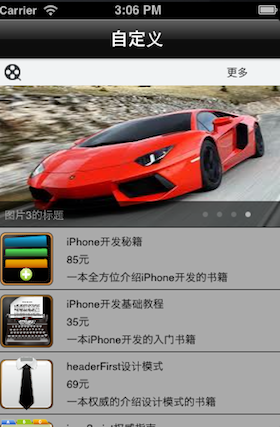 Carrier 3:06 PM
自定义
更多
图片3的标题
iPhone开发秘籍
85元
一本全方位介绍iPhone开发的书籍
iPhone开发基础教程
35元
一本iPhone开发的入门书籍
headerFirst设计模式
69元
一本权威的介绍设计模式的书籍